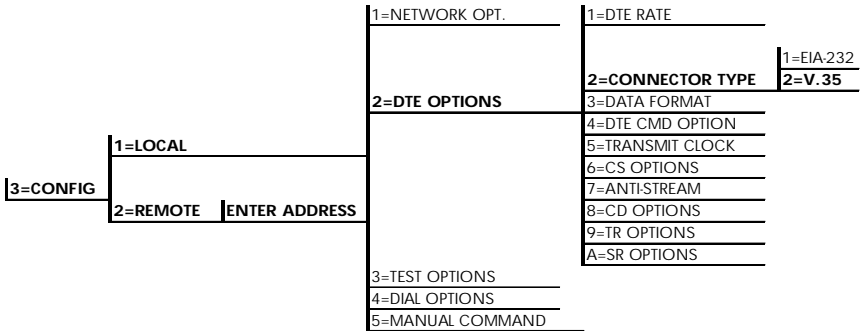 1=NETWORK OPT.
1=DTE RATE
1=EIA-232
2=CONNECTOR TYPE
2=V.35
2=DTE OPTIONS
3=DATA FORMAT
4=DTE CMD OPTION
1=LOCAL
5=TRANSMIT CLOCK
6=CS OPTIONS
3=CONFIG
7=ANTI-STREAM
2=REMOTE
ENTER ADDRESS
8=CD OPTIONS
9=TR OPTIONS
A=SR OPTIONS
3=TEST OPTIONS
4=DIAL OPTIONS
5=MANUAL COMMAND